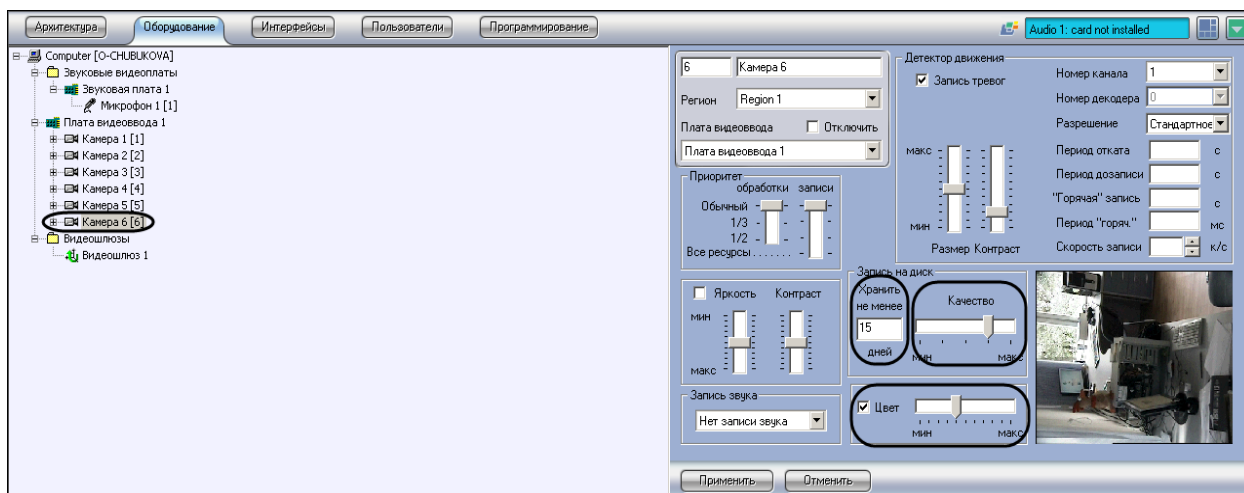 Архитектура Оборудование Интерфейсы Пользователи Программирование Audio 1: card not installed
Computer [O-CHUBUKOVA]
Звуковые видеоплаты
Звуковая плата 1
Микрофон 1 [1]
Плата видеоввода 1
Камера 1 [1]
Камера 2 [2]
Камера 3 [3]
Камера 4 [4]
Камера 5 [5]
Камера 6 [6]
Видеошлюзы
Видеошлюз 1
6 Камера 6
Регион Region 1
Плата видеоввода Отключить
Плата видеоввода 1
Приоритет
обработки записи
Обычный
1/3
1/2
Все ресурсы
Яркость Контраст
мин
макс
Запись звука
Нет записи звука
Детектор движения
Запись тревог
макс
мин
Размер Контраст
Номер канала 1
Номер декодера 0
Разрешение Стандартное
Период отката с
Период дозаписи с
"Горячая" запись с
Период "горяч." мс
Скорость записи к/с
Запись на диск
Хранить
не менее
15
дней
Качество
мин макс
Цвет
мин макс
Применить Отменить